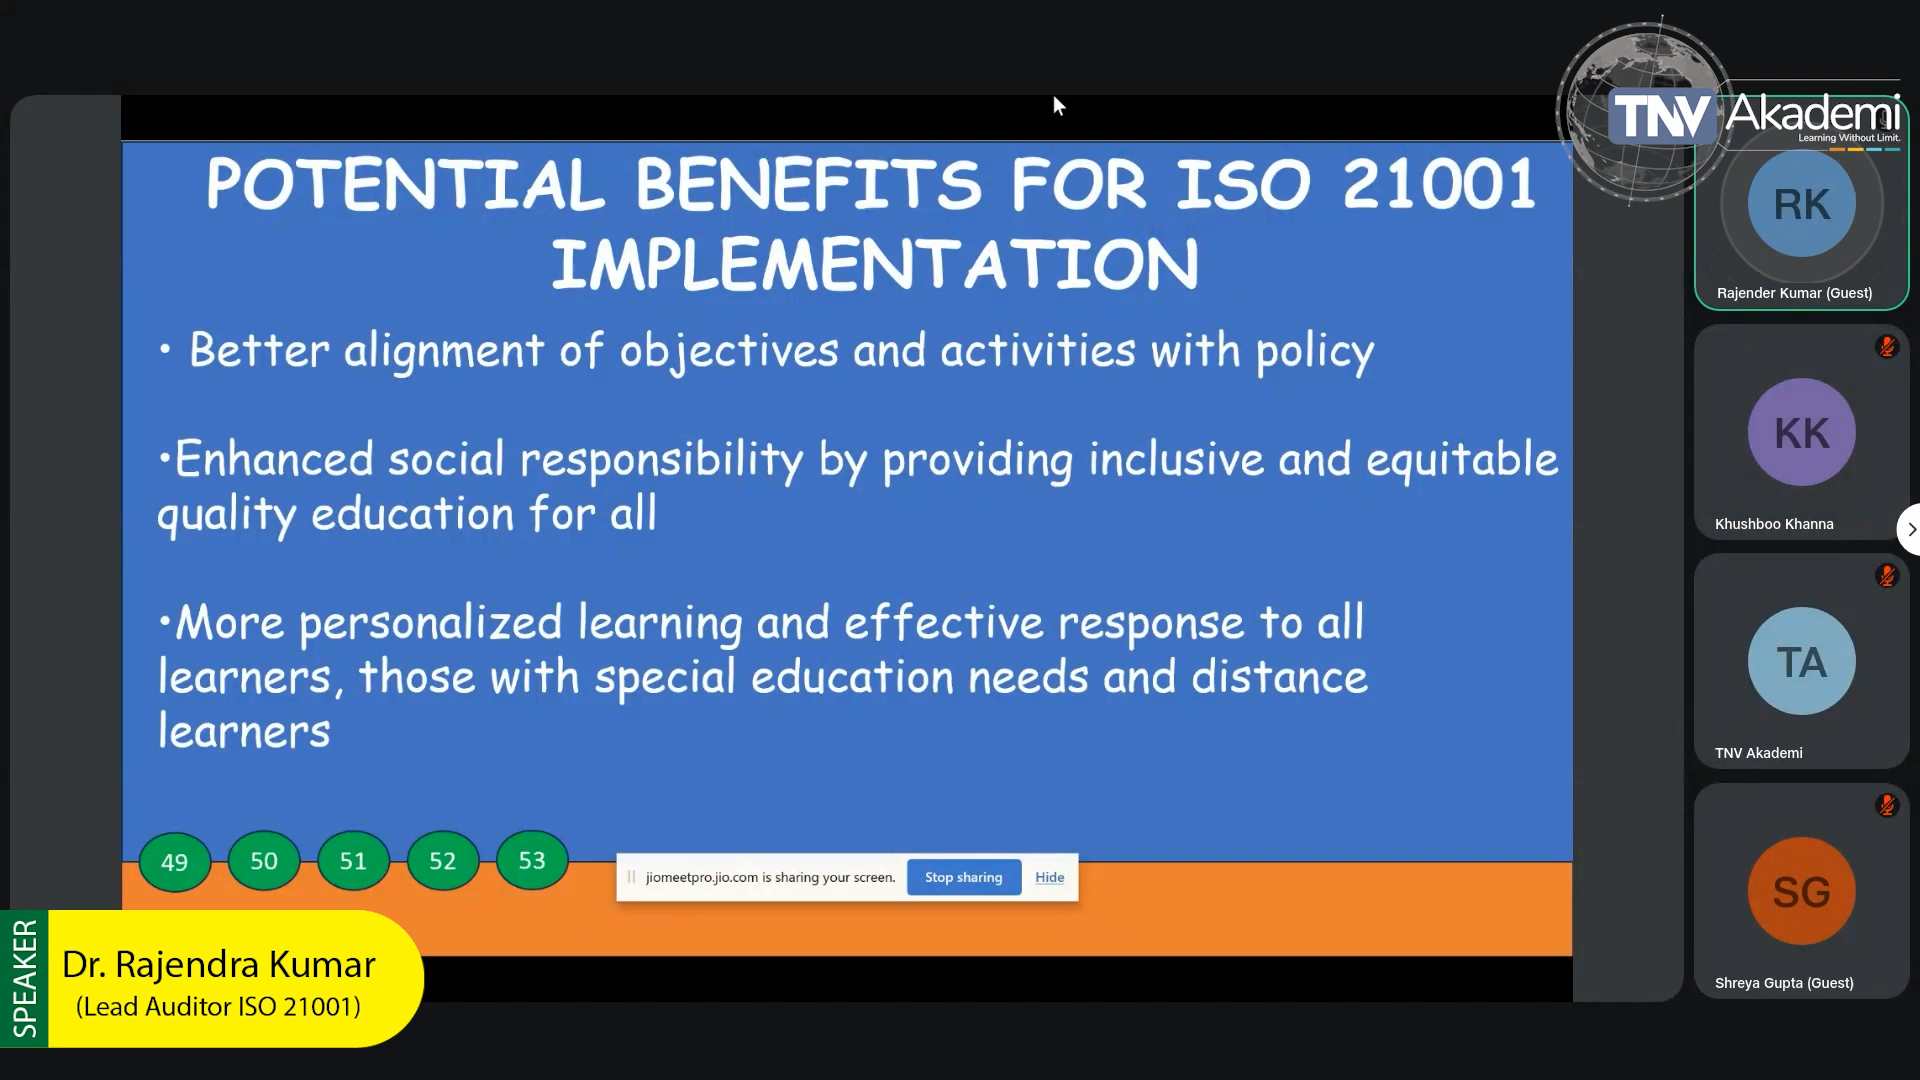 TNV Akademi
Learning Without Limit.
POTENTIAL BENEFITS FOR ISO 21001
IMPLEMENTATION
• Better alignment of objectives and activities with policy
•Enhanced social responsibility by providing inclusive and equitable
quality education for all
•More personalized learning and effective response to all
learners, those with special education needs and distance
learners
49 50 51 52 53
jiomeetpro.jio.com is sharing your screen. Stop sharing Hide
SPEAKER
Dr. Rajendra Kumar
(Lead Auditor ISO 21001)
RK
Rajender Kumar (Guest)
KK
Khushboo Khanna
TA
TNV Akademi
SG
Shreya Gupta (Guest)